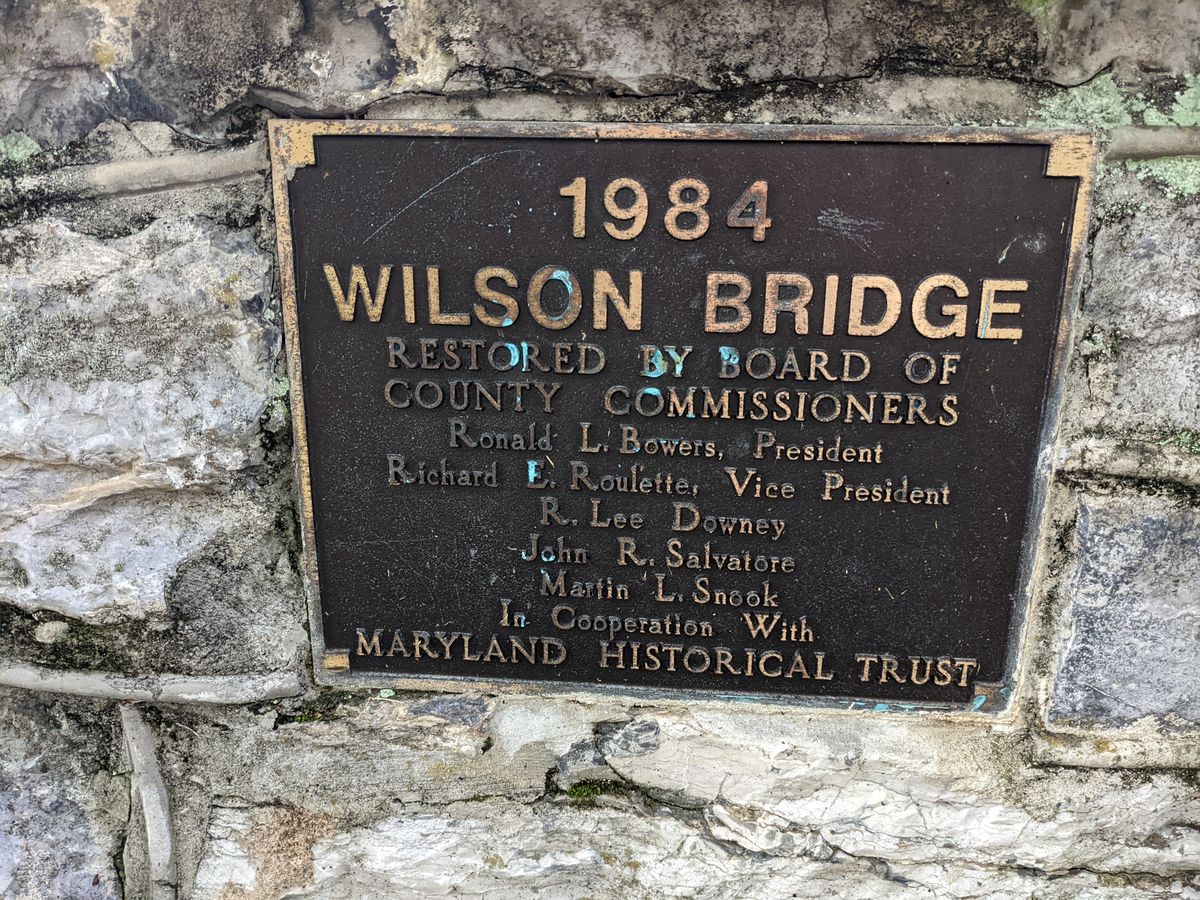 1984
WILSON BRIDGE
RESTORED BY BOARD OF
COUNTY COMMISSIONERS
Ronald L. Bowers, President
Richard E. Roulette, Vice President
R. Lee Downey
John R. Salvatore
Martin L. Snook
In Cooperation With
MARYLAND HISTORICAL TRUST